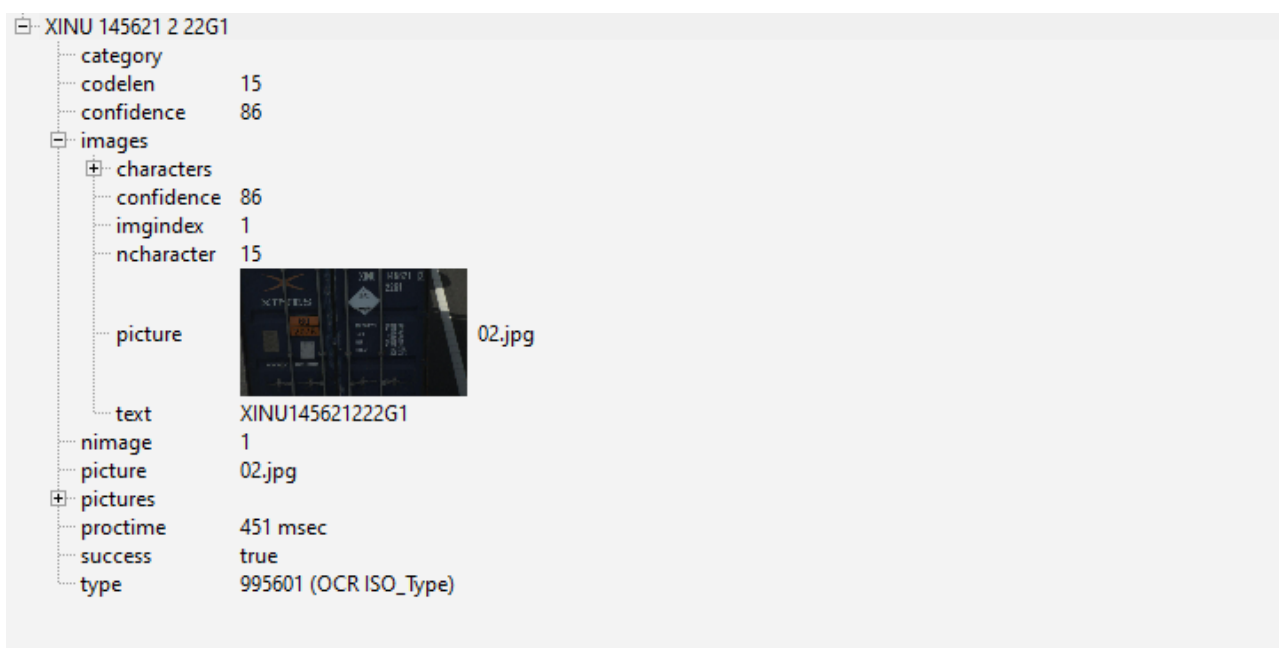 XINU 145621 2 22G1
category
codelen 15
confidence 86
images
characters
confidence 86
imgindex 1
ncharacter 15
picture 02.jpg
text XINU145621222G1
nimage 1
picture 02.jpg
pictures
proctime 451 msec
success true
type 995601 (OCR ISO_Type)